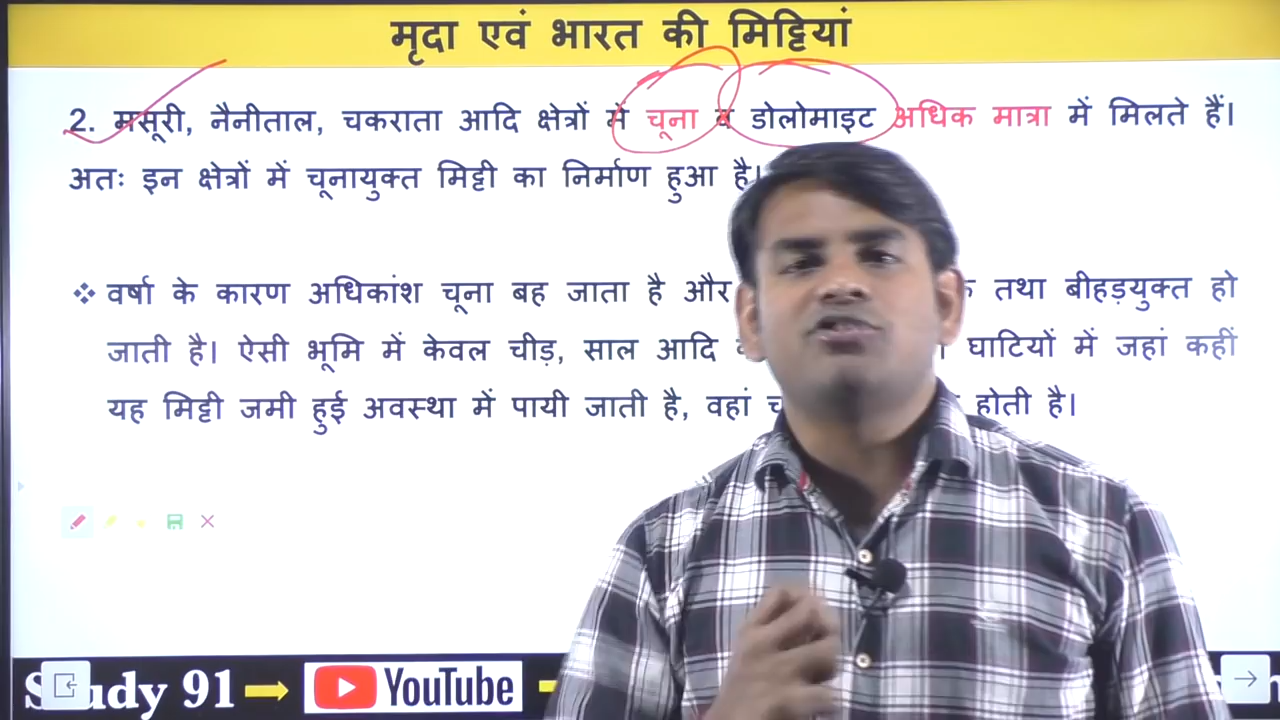 मृदा एवं भारत की मिट्टियां
2. मसूरी, नैनीताल, चकराता आदि क्षेत्रों में चूना व डोलोमाइट अधिक मात्रा में मिलते हैं।
अतः इन क्षेत्रों में चूनायुक्त मिट्टी का निर्माण हुआ है।
❖ वर्षा के कारण अधिकांश चूना बह जाता है और तथा बीहड़युक्त हो
जाती है। ऐसी भूमि में केवल चीड़, साल आदि घाटियों में जहां कहीं
यह मिट्टी जमी हुई अवस्था में पायी जाती है, वहां होती है।
Study 91 YouTube